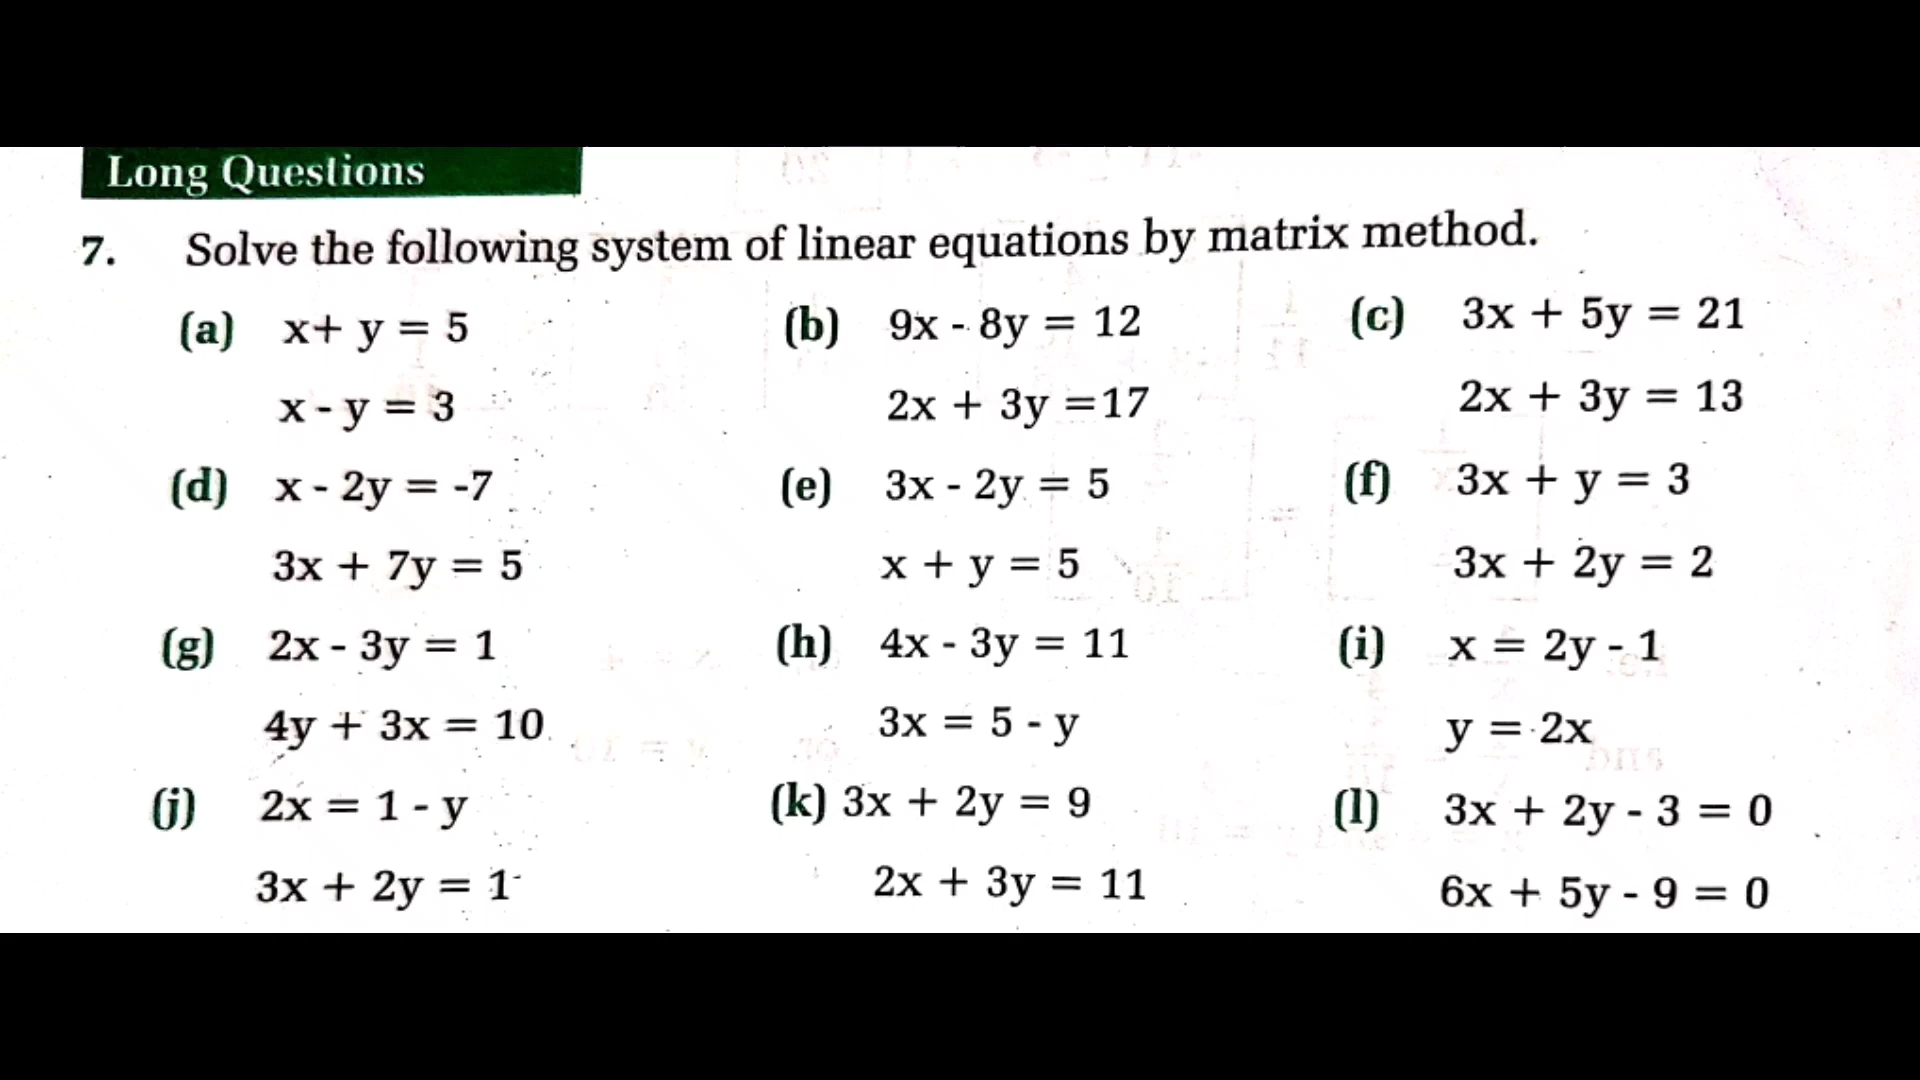 Long Questions
7. Solve the following system of linear equations by matrix method.
(a) x+ y = 5 (b) 9x - 8y = 12 (c) 3x + 5y = 21
x - y = 3 2x + 3y =17 2x + 3y = 13
(d) x - 2y = -7 (e) 3x - 2y = 5 (f) 3x + y = 3
3x + 7y = 5 x + y = 5 3x + 2y = 2
(g) 2x - 3y = 1 (h) 4x - 3y = 11 (i) x = 2y - 1
4y + 3x = 10 3x = 5 - y y = 2x
(j) 2x = 1 - y (k) 3x + 2y = 9 (l) 3x + 2y - 3 = 0
3x + 2y = 1 2x + 3y = 11 6x + 5y - 9 = 0